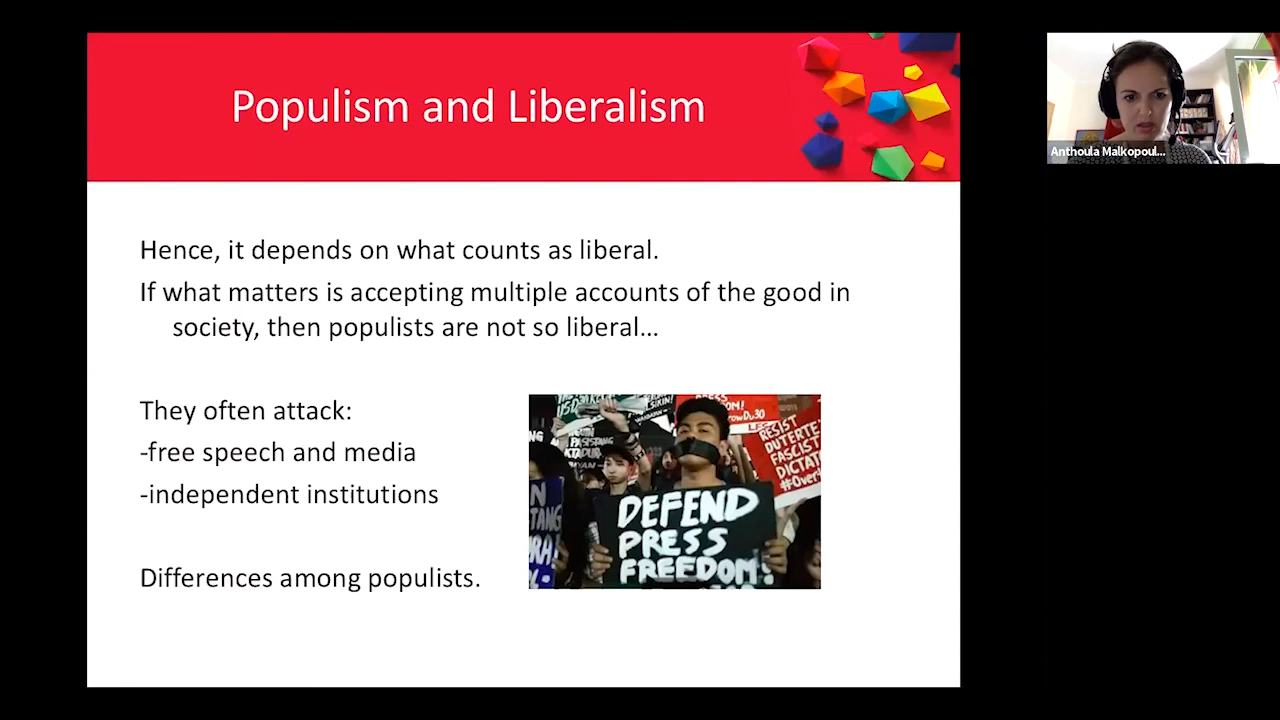 Populism and Liberalism
Anthoula Malkopoul...
Hence, it depends on what counts as liberal.
If what matters is accepting multiple accounts of the good in
society, then populists are not so liberal...
They often attack:
-free speech and media
-independent institutions
Differences among populists.
RESIST
DUTERTE
FASCIST
DEFEND
PRESS
FREEDOM!